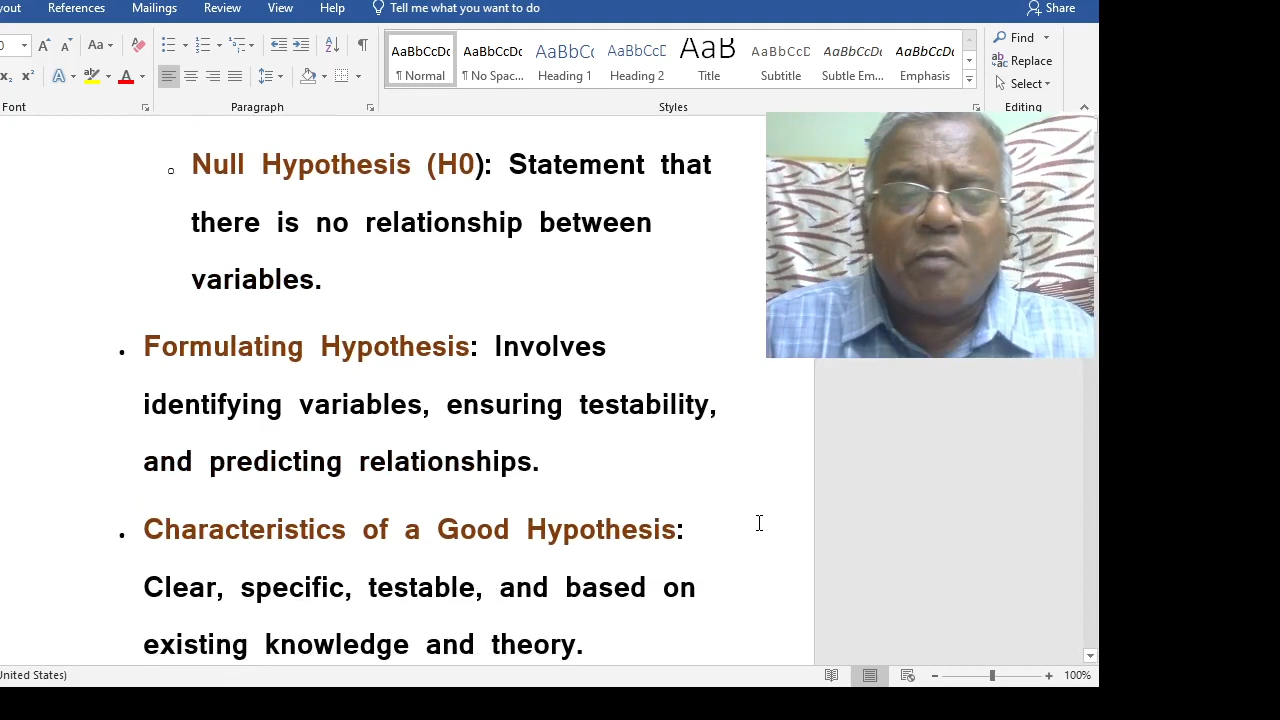 yout References Mailings Review View Help Tell me what you want to do Share
Aa Find
AaBbCcDc AaBbCcDc AaBbCc AaBbCcD AaB AaBbCcD AaBbCcDt AaBbCcDt Replace
¶ Normal ¶ No Spac... Heading 1 Heading 2 Title Subtitle Subtle Em... Emphasis Select
Font Paragraph Styles Editing
Null Hypothesis (H0): Statement that
there is no relationship between
variables.
Formulating Hypothesis: Involves
identifying variables, ensuring testability,
and predicting relationships.
Characteristics of a Good Hypothesis:
Clear, specific, testable, and based on
existing knowledge and theory.
United States) 100%